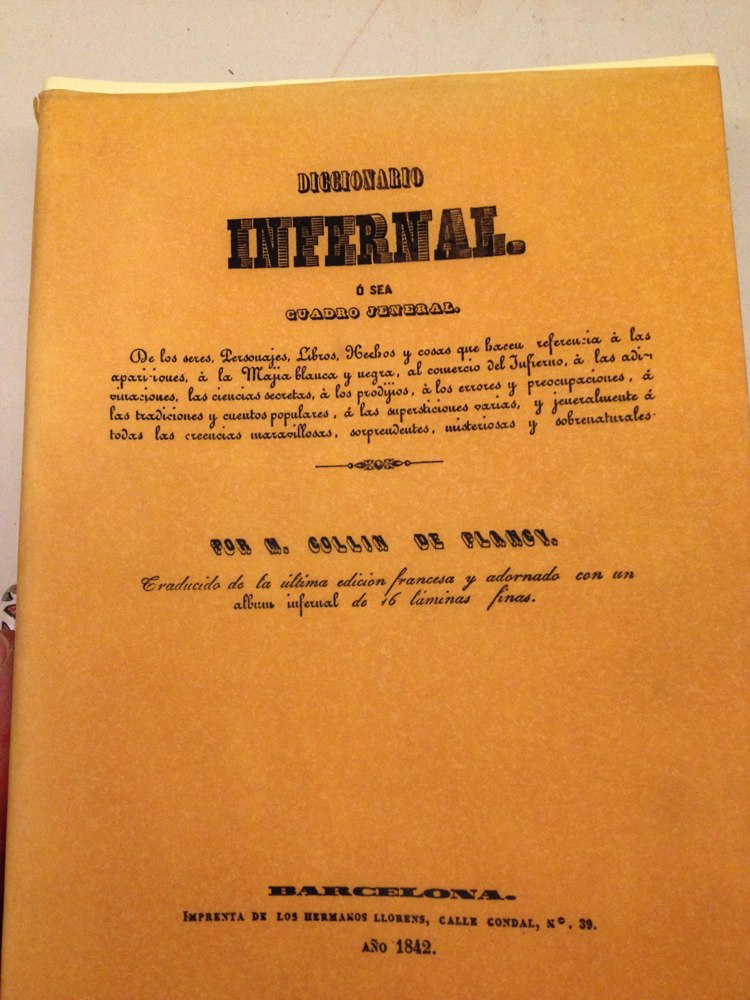 DICCIONARIO
INFERNAL.
Ó SEA
CUADRO JENERAL.
De los seres, Personajes, Libros, Hechos y cosas que hacen referencia à las
apariciones, à la Majia blanca y negra, al comercio del Infierno, à las adi-
vinaciones, las ciencias secretas, à los prodijios, à los errores y preocupaciones, á
las tradiciones y cuentos populares, á las supersticiones varias, y jeneralmente á
todas las creencias maravillosas, sorprendentes, misteriosas y sobrenaturales.
POR M. COLLIN DE PLANCY.
Traducido de la última edicion francesa y adornado con un
album infernal de 16 láminas finas.
BARCELONA.
IMPRENTA DE LOS HERMANOS LLORENS, CALLE CONDAL, Nº. 39.
AÑO 1842.